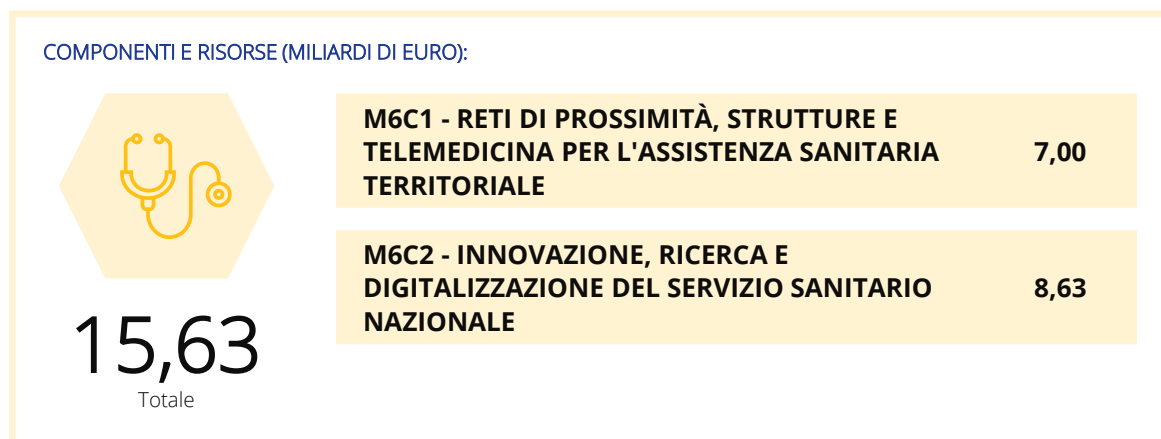 COMPONENTI E RISORSE (MILIARDI DI EURO):
M6C1 - RETI DI PROSSIMITÀ, STRUTTURE E
TELEMEDICINA PER L'ASSISTENZA SANITARIA
TERRITORIALE
7,00
M6C2 - INNOVAZIONE, RICERCA E
DIGITALIZZAZIONE DEL SERVIZIO SANITARIO
NAZIONALE
8,63
15,63
Totale